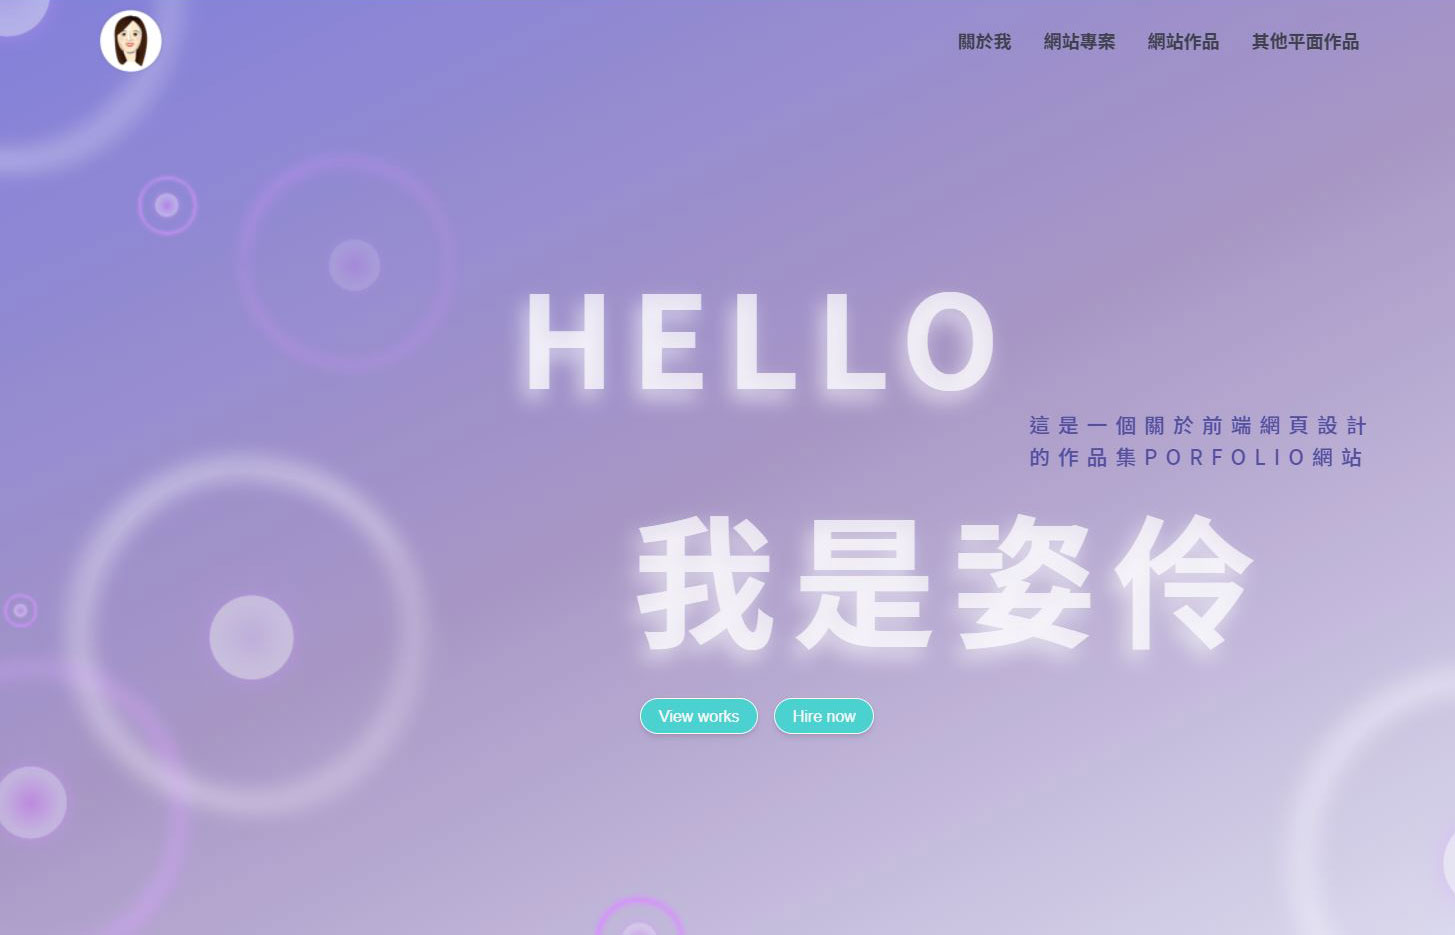 關於我 網站專案 網站作品 其他平面作品
HELLO
這是一個關於前端網頁設計
的作品集PORFOLIO網站
我是姿伶
View works Hire now